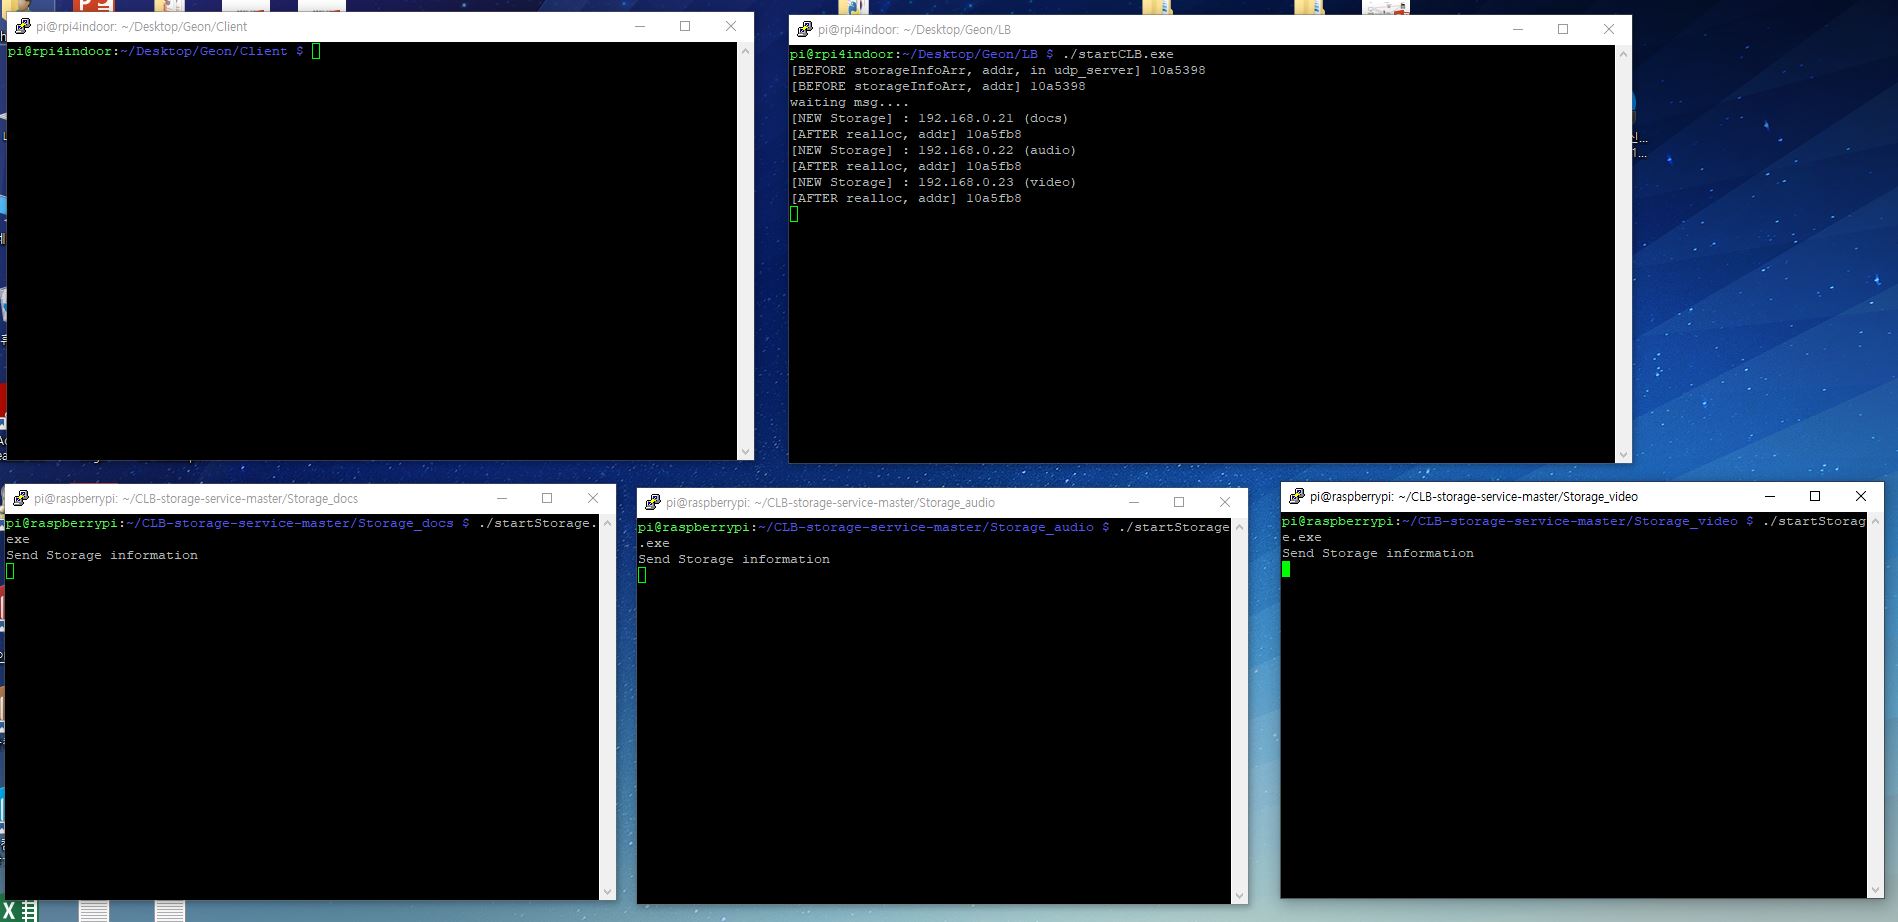 pi@rpi4indoor: ~/Desktop/Geon/Client
pi@rpi4indoor:~/Desktop/Geon/Client $
pi@rpi4indoor: ~/Desktop/Geon/LB
pi@rpi4indoor:~/Desktop/Geon/LB $ ./startCLB.exe
[BEFORE storageInfoArr, addr, in udp_server] 10a5398
[BEFORE storageInfoArr, addr] 10a5398
waiting msg....
[NEW Storage] : 192.168.0.21 (docs)
[AFTER realloc, addr] 10a5fb8
[NEW Storage] : 192.168.0.22 (audio)
[AFTER realloc, addr] 10a5fb8
[NEW Storage] : 192.168.0.23 (video)
[AFTER realloc, addr] 10a5fb8
pi@raspberrypi: ~/CLB-storage-service-master/Storage_docs
pi@raspberrypi:~/CLB-storage-service-master/Storage_docs $ ./startStorage.
exe
Send Storage information
pi@raspberrypi: ~/CLB-storage-service-master/Storage_audio
pi@raspberrypi:~/CLB-storage-service-master/Storage_audio $ ./startStorage
.exe
Send Storage information
pi@raspberrypi: ~/CLB-storage-service-master/Storage_video
pi@raspberrypi:~/CLB-storage-service-master/Storage_video $ ./startStorag
e.exe
Send Storage information